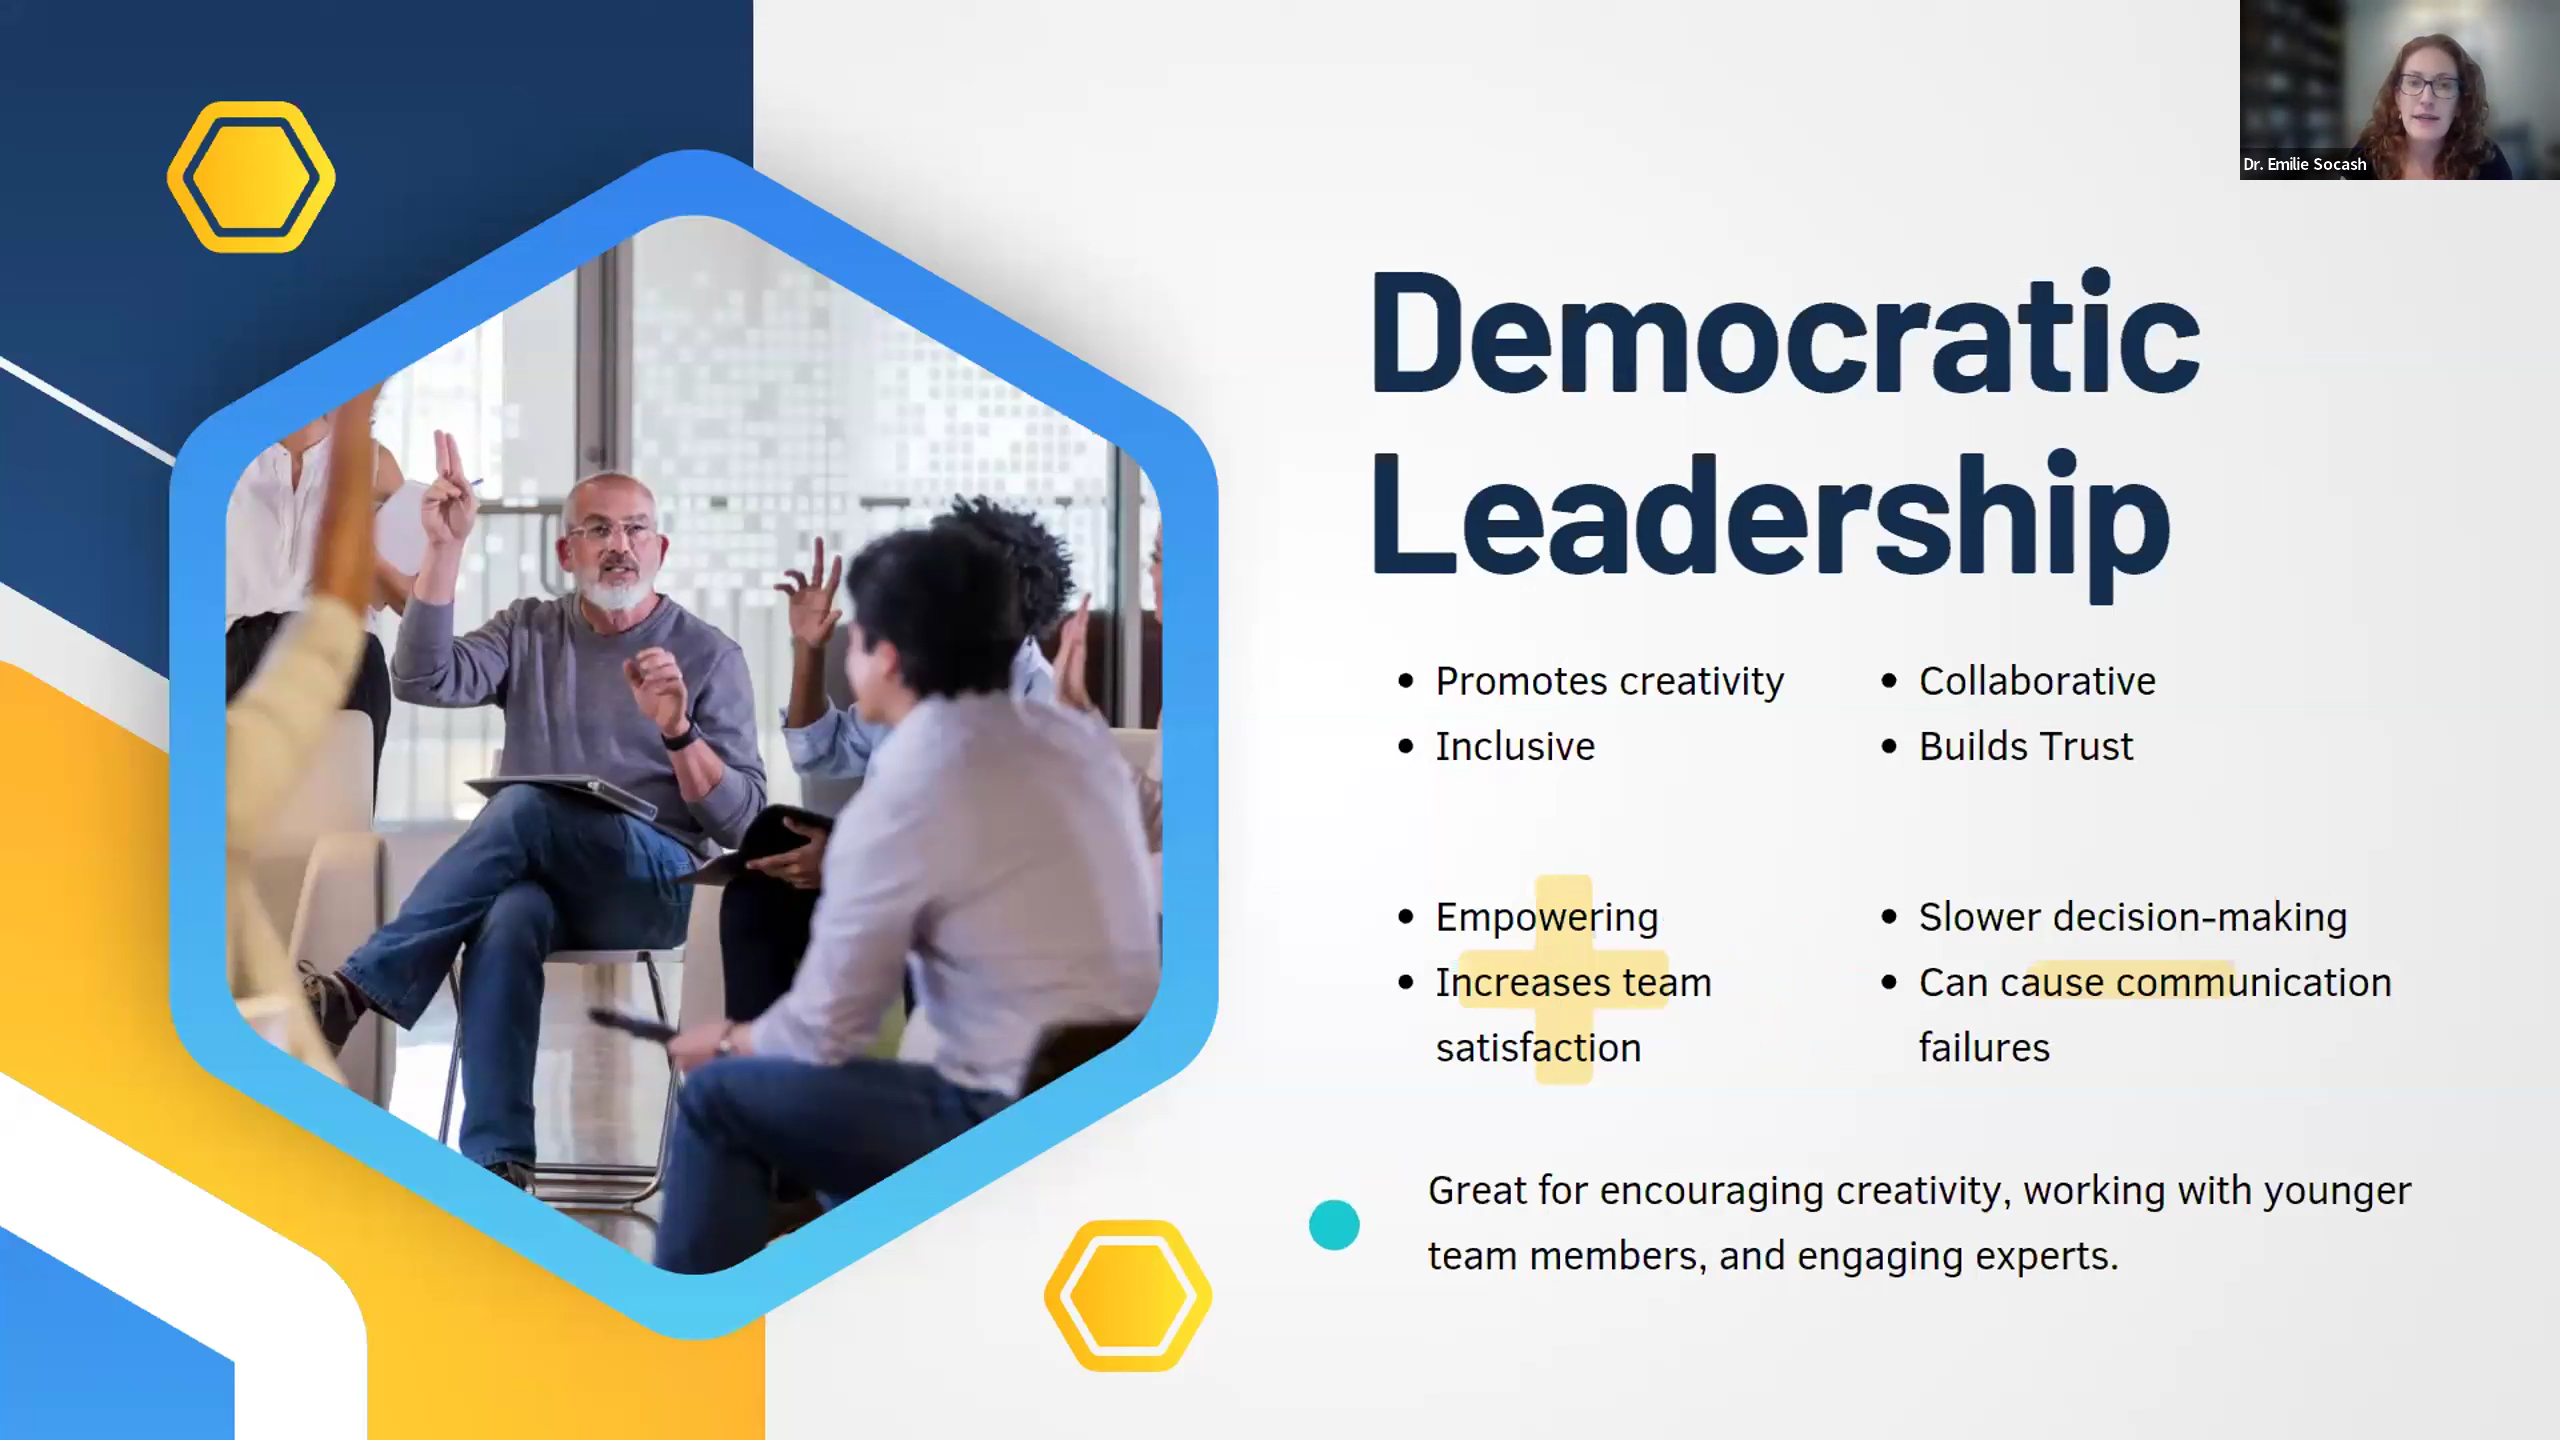 Dr. Emilie Socash
Democratic
Leadership
• Promotes creativity
• Inclusive
• Collaborative
• Builds Trust
• Empowering
• Increases team
satisfaction
• Slower decision-making
• Can cause communication
failures
Great for encouraging creativity, working with younger
team members, and engaging experts.